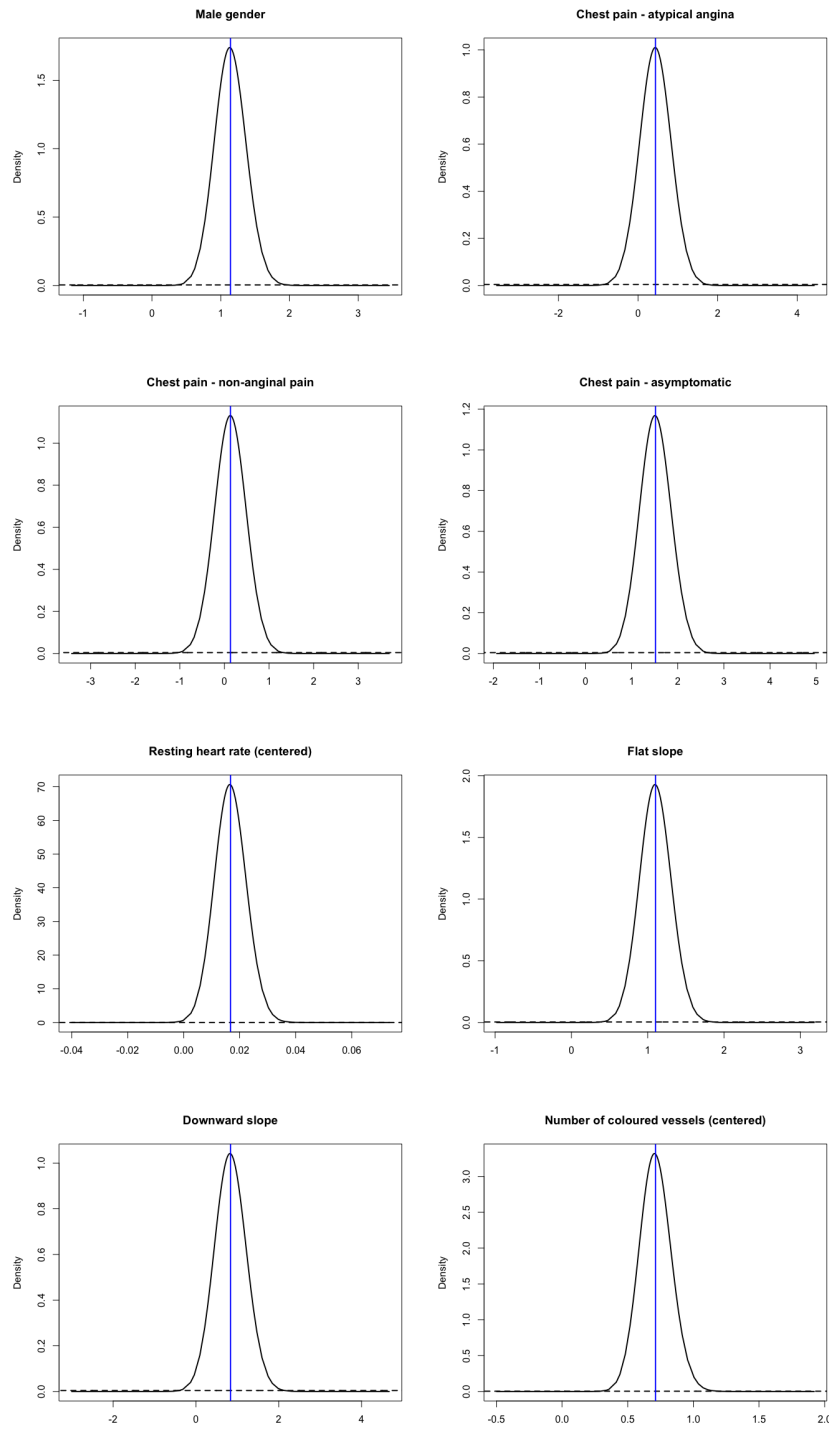 Male gender
Density
0.0 0.5 1.0 1.5
-1 0 1 2 3
Chest pain - atypical angina
Density
0.0 0.2 0.4 0.6 0.8 1.0
-2 0 2 4
Chest pain - non-anginal pain
Density
0.0 0.2 0.4 0.6 0.8 1.0
-3 -2 -1 0 1 2 3
Chest pain - asymptomatic
Density
0.0 0.2 0.4 0.6 0.8 1.0 1.2
-2 -1 0 1 2 3 4 5
Resting heart rate (centered)
Density
0 10 20 30 40 50 60 70
-0.04 -0.02 0.00 0.02 0.04 0.06
Flat slope
Density
0.0 0.5 1.0 1.5 2.0
-1 0 1 2 3
Downward slope
Density
0.0 0.2 0.4 0.6 0.8 1.0
-2 0 2 4
Number of coloured vessels (centered)
Density
0.0 0.5 1.0 1.5 2.0 2.5 3.0
-0.5 0.0 0.5 1.0 1.5 2.0